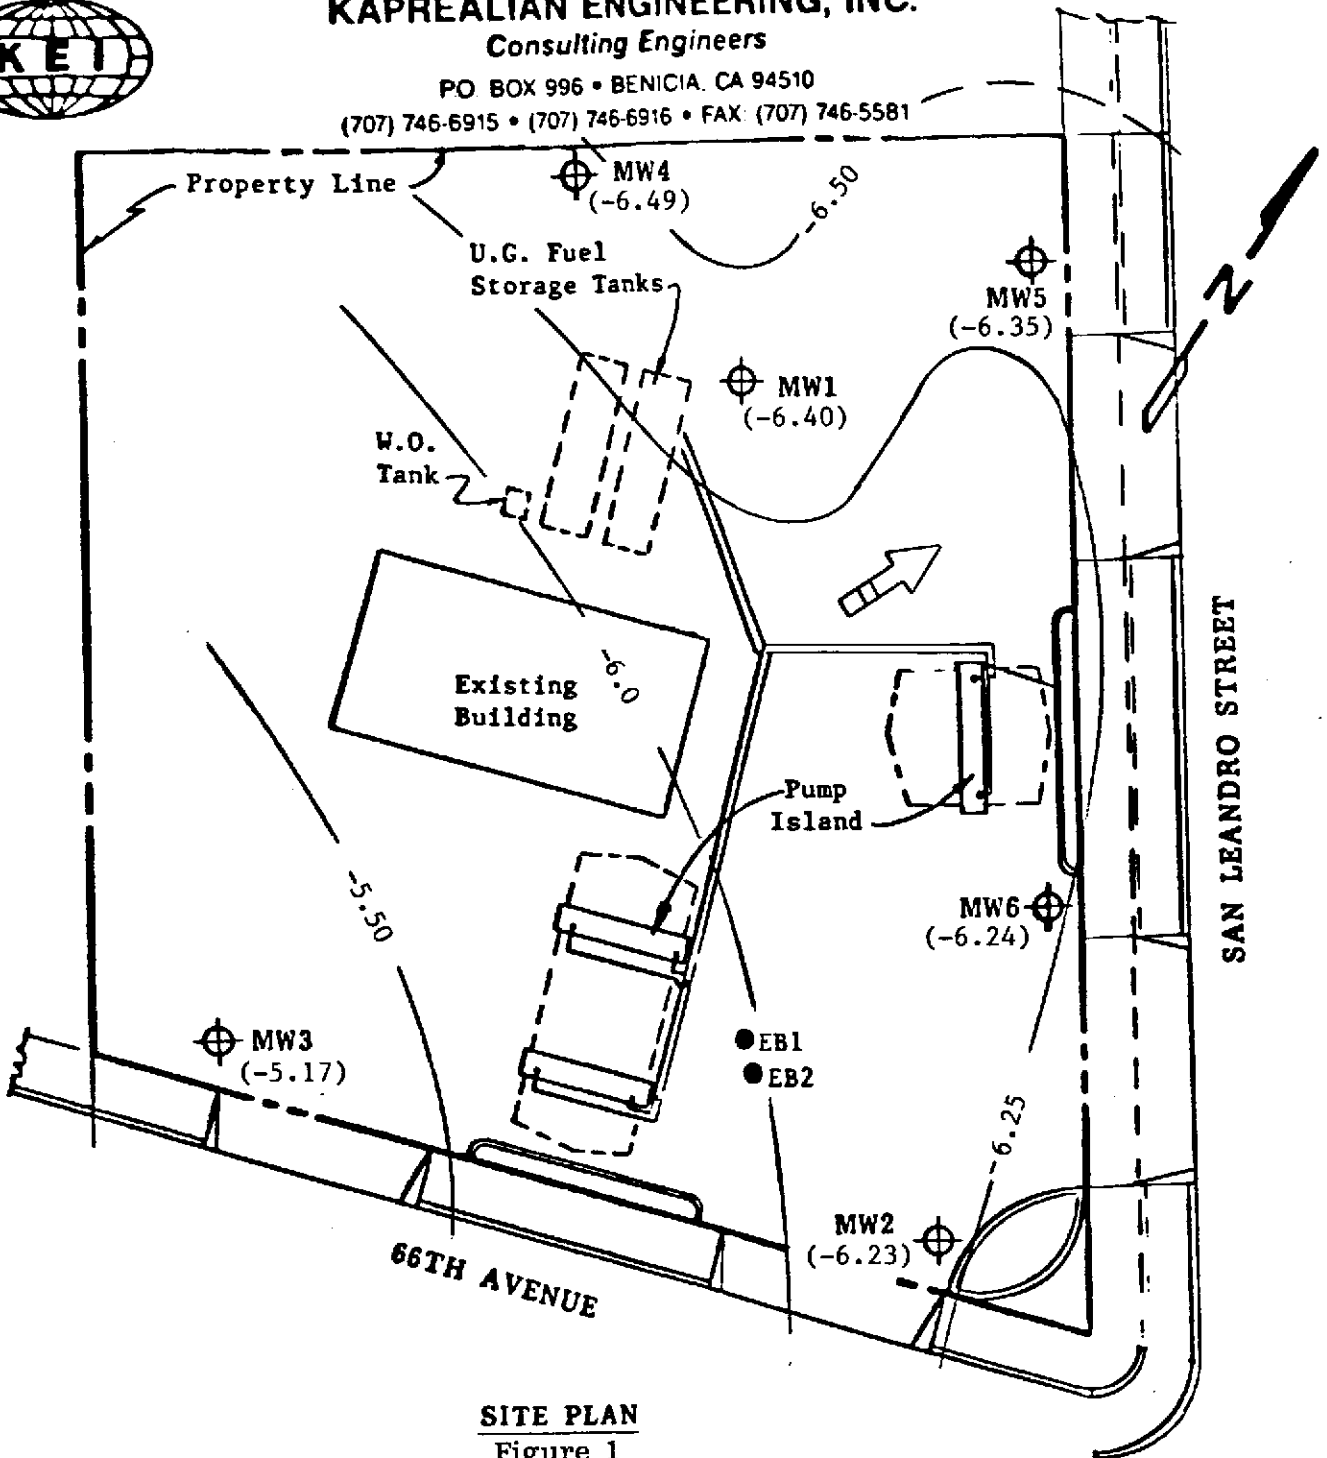 KAPREALIAN ENGINEERING, INC.
KEI
Consulting Engineers
PO. BOX 996 • BENICIA, CA 94510
(707) 746-6915 • (707) 746-6916 • FAX: (707) 746-5581
Property Line
MW4
(-6.49)
-6.50
U.G. Fuel
Storage Tanks
MW5
(-6.35)
N
MW1
(-6.40)
W.O.
Tank
-6.0
Existing
Building
SAN LEANDRO STREET
Pump
Island
-5.50
MW6
(-6.24)
MW3
(-5.17)
EB1
EB2
-6.25
MW2
(-6.23)
66TH AVENUE
SITE PLAN
Figure 1